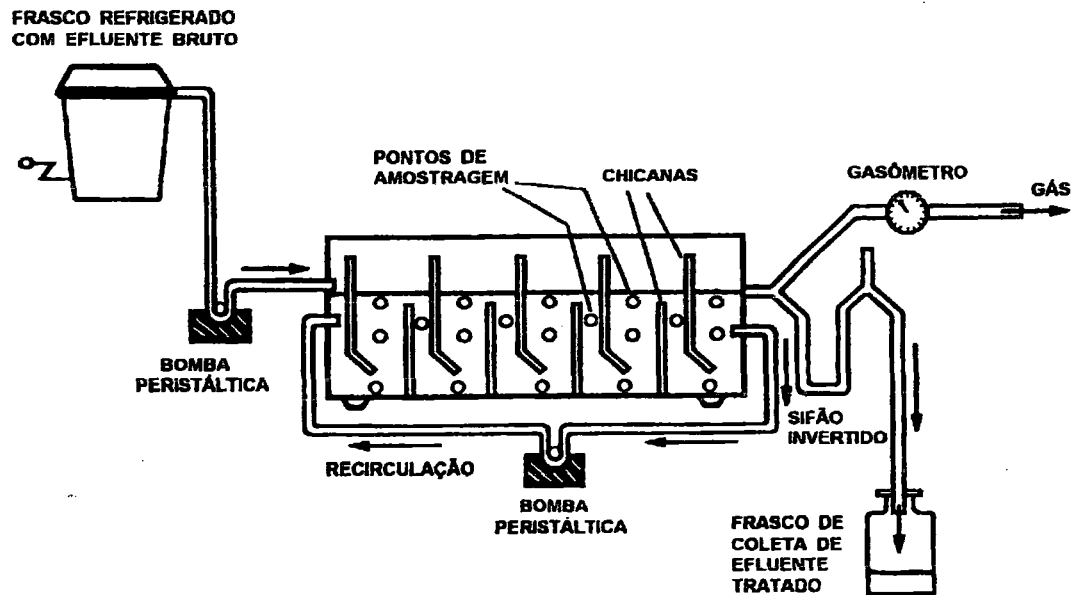 FRASCO REFRIGERADO
COM EFLUENTE BRUTO
PONTOS DE
AMOSTRAGEM
CHICANAS
GASÔMETRO
GÁS
BOMBA
PERISTÁLTICA
SIFÃO
INVERTIDO
RECIRCULAÇÃO
BOMBA
PERISTÁLTICA
FRASCO DE
COLETA DE
EFLUENTE
TRATADO